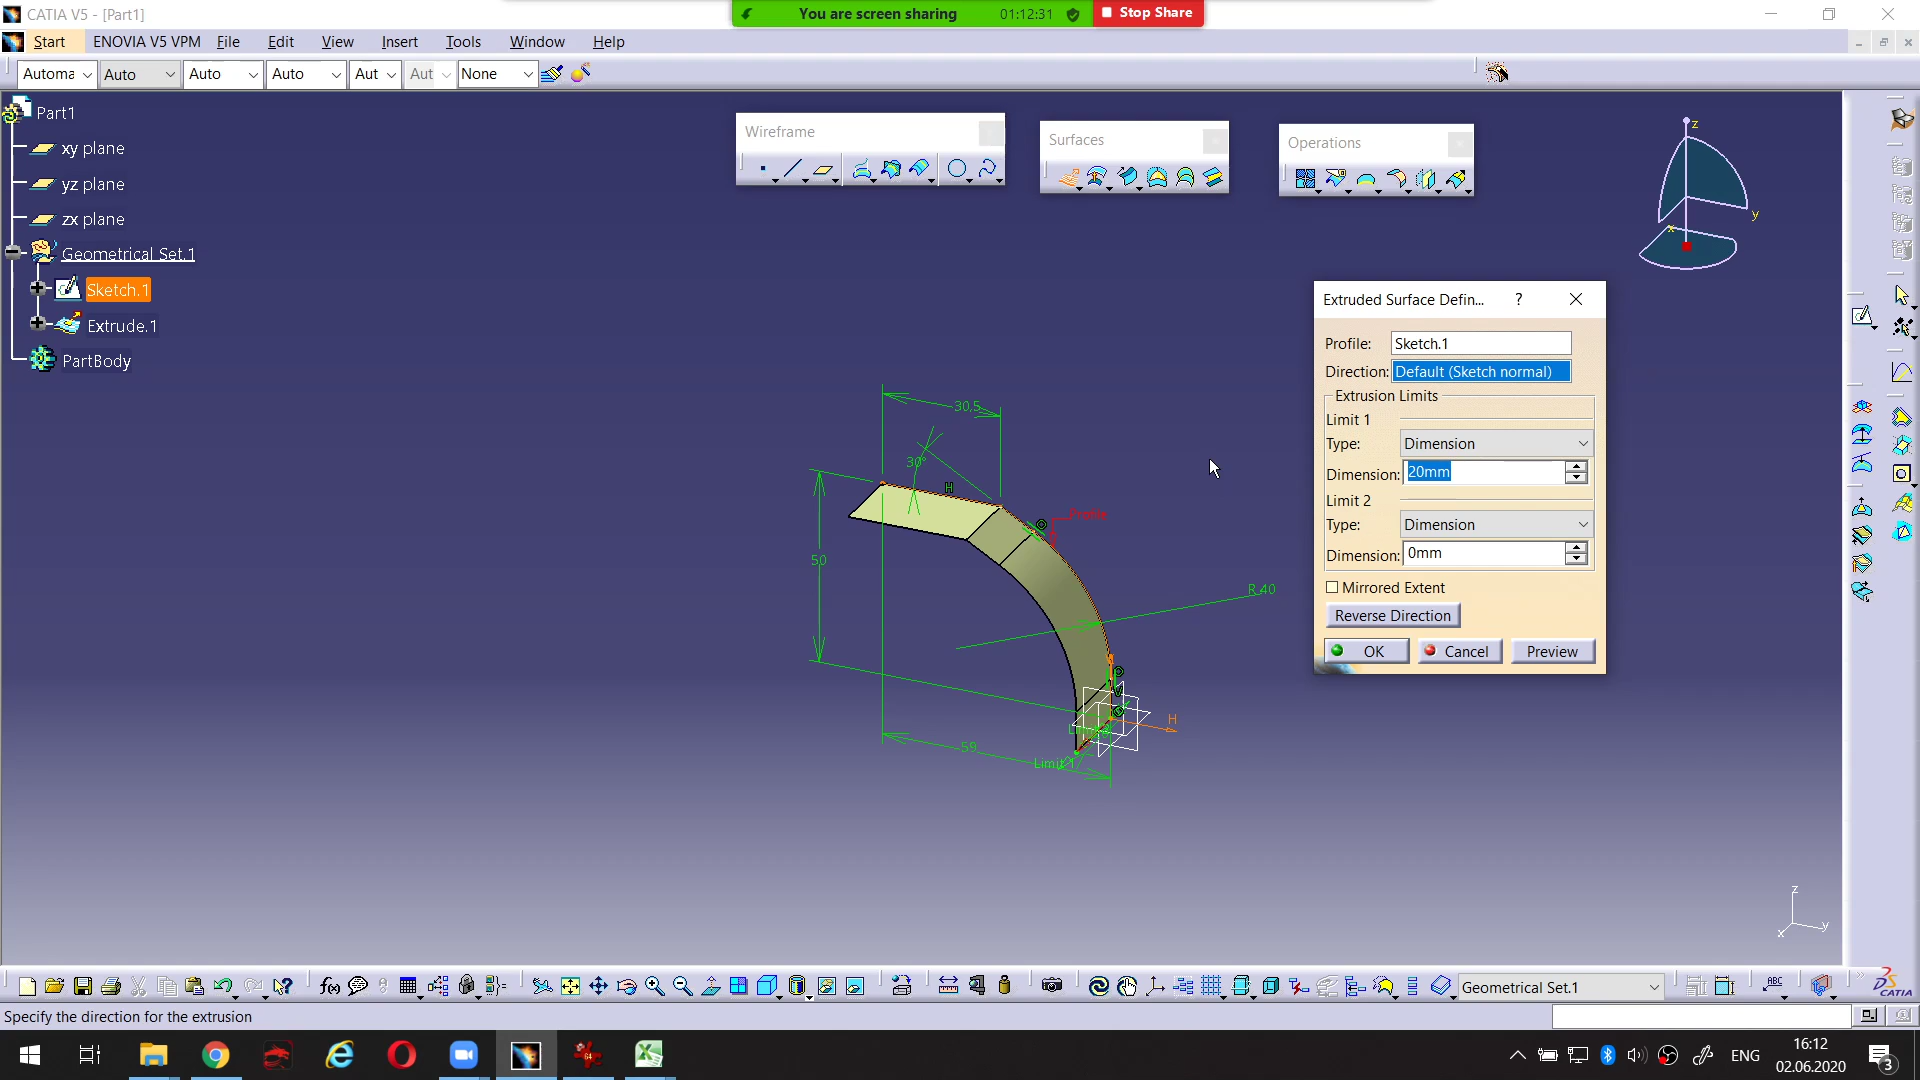 CATIA V5 - [Part1]
You are screen sharing 01:12:31 Stop Share
Start ENOVIA V5 VPM File Edit View Insert Tools Window Help
Automa Auto Auto Auto Aut Aut None
Part1
xy plane
yz plane
zx plane
Geometrical Set.1
Sketch.1
Extrude.1
PartBody
Wireframe
Surfaces
Operations
z
y
x
Extruded Surface Defin... ?
Profile: Sketch.1
Direction: Default (Sketch normal)
Extrusion Limits
Limit 1
Type: Dimension
Dimension: 20mm
Limit 2
Type: Dimension
Dimension: 0mm
Mirrored Extent
Reverse Direction
OK Cancel Preview
30,5
30°
H
Profile
50
R 40
H
59
Limit 1
z
y
x
Geometrical Set.1
ABC
CATIA
Specify the direction for the extrusion
64
ENG
16:12
02.06.2020
3